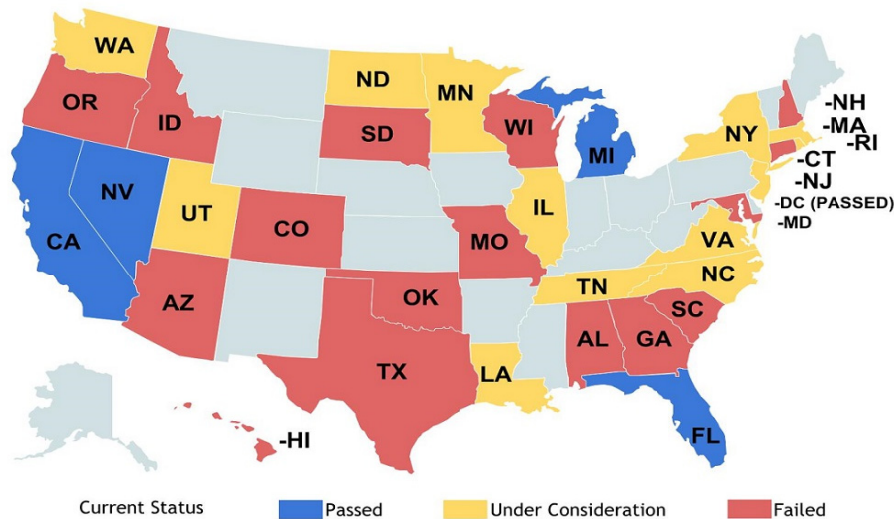 WA
ND
MN
OR
ID
SD
WI
MI
NY
-NH
-MA
-RI
-CT
-NJ
-DC (PASSED)
-MD
NV
UT
CO
CA
IL
MO
VA
AZ
OK
TN
NC
SC
TX
LA
AL
GA
-HI
FL
Current Status
Passed
Under Consideration
Failed